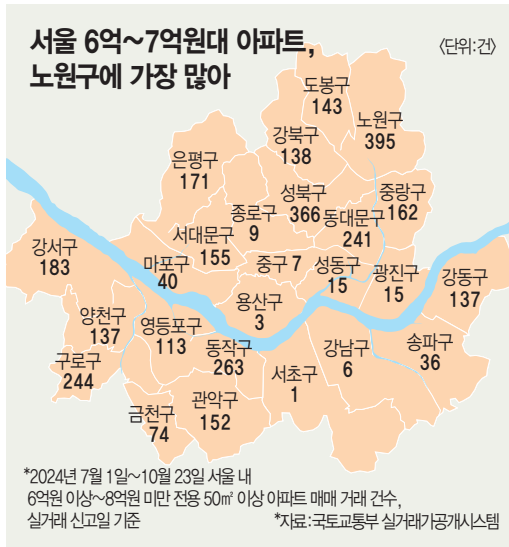 서울 6억~7억원대 아파트,
노원구에 가장 많아
〈단위:건〉
도봉구
143
노원구
395
강북구
138
은평구
171
성북구
366
중랑구
162
종로구
9
동대문구
241
서대문구
155
강서구
183
마포구
40
중구 7
성동구
15
광진구
15
강동구
137
용산구
3
양천구
137
영등포구
113
동작구
263
강남구
6
송파구
36
구로구
244
서초구
1
금천구
74
관악구
152
*2024년 7월 1일~10월 23일 서울 내
6억원 이상~8억원 미만 전용 50㎡ 이상 아파트 매매 거래 건수,
실거래 신고일 기준
*자료:국토교통부 실거래가공개시스템